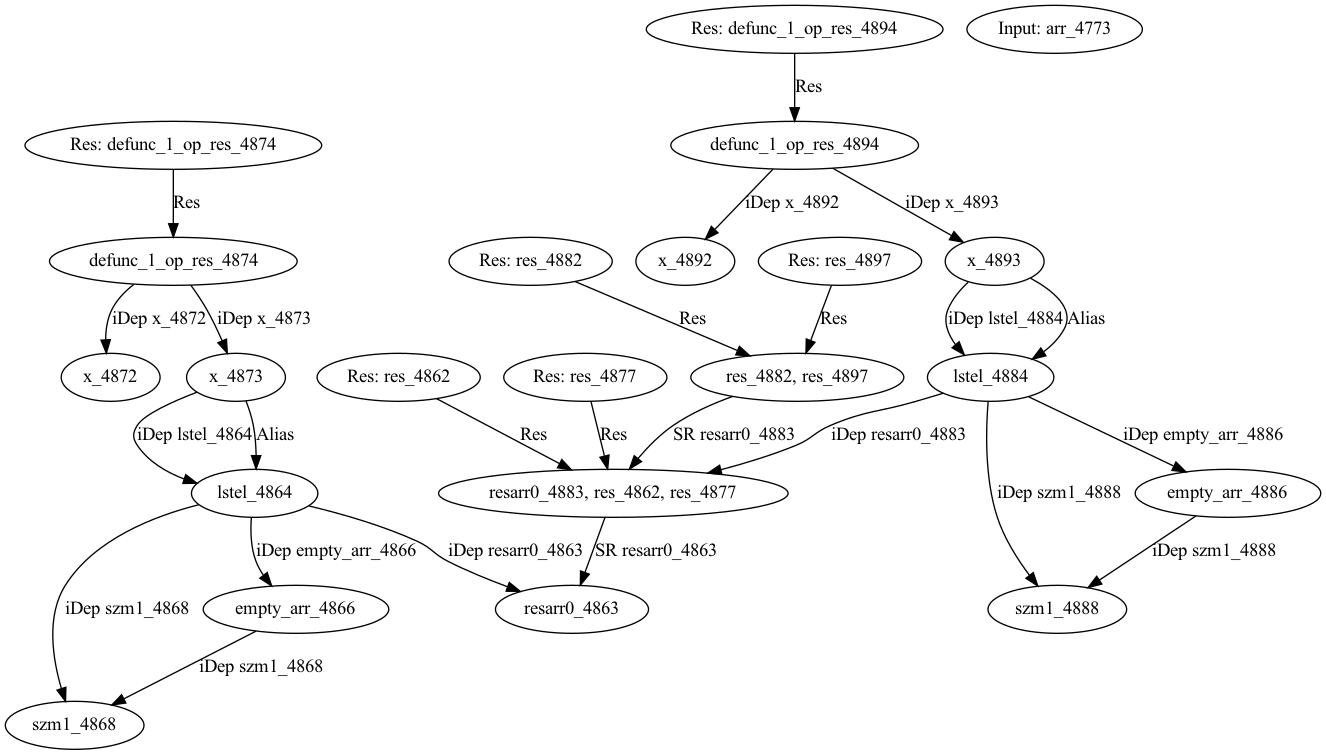 Res: defunc_1_op_res_4894
Input: arr_4773
Res
Res: defunc_1_op_res_4874
defunc_1_op_res_4894
Res
iDep x_4892
iDep x_4893
defunc_1_op_res_4874
Res: res_4882
x_4892
Res: res_4897
x_4893
iDep x_4872
iDep x_4873
Res
Res
iDep lstel_4884
Alias
x_4872
x_4873
Res: res_4862
Res: res_4877
res_4882, res_4897
lstel_4884
iDep lstel_4864
Alias
Res
Res
SR resarr0_4883
iDep resarr0_4883
iDep empty_arr_4886
lstel_4864
resarr0_4883, res_4862, res_4877
iDep szm1_4888
empty_arr_4886
iDep empty_arr_4866
iDep resarr0_4863
SR resarr0_4863
iDep szm1_4888
iDep szm1_4868
empty_arr_4866
resarr0_4863
szm1_4888
iDep szm1_4868
szm1_4868